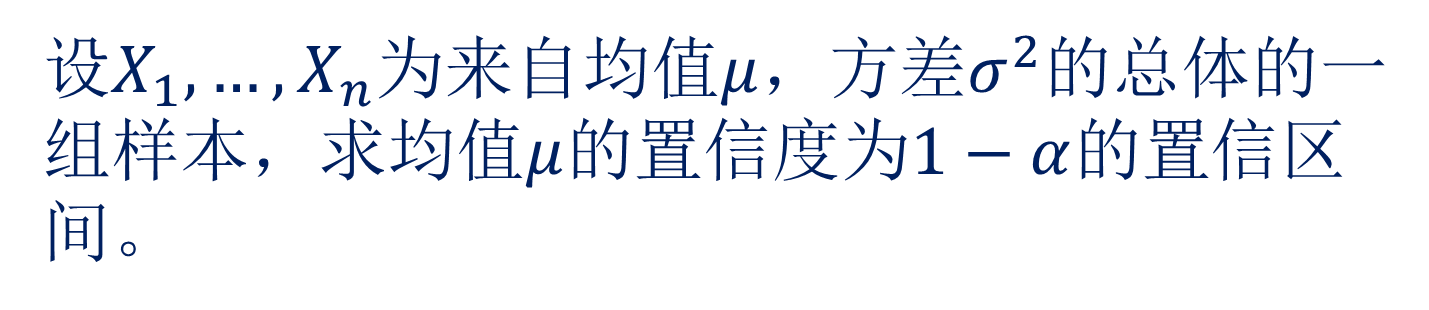 设𝑋₁, … , 𝑋ₙ为来自均值𝜇，方差𝜎²的总体的一
组样本，求均值𝜇的置信度为1 − 𝛼的置信区
间。